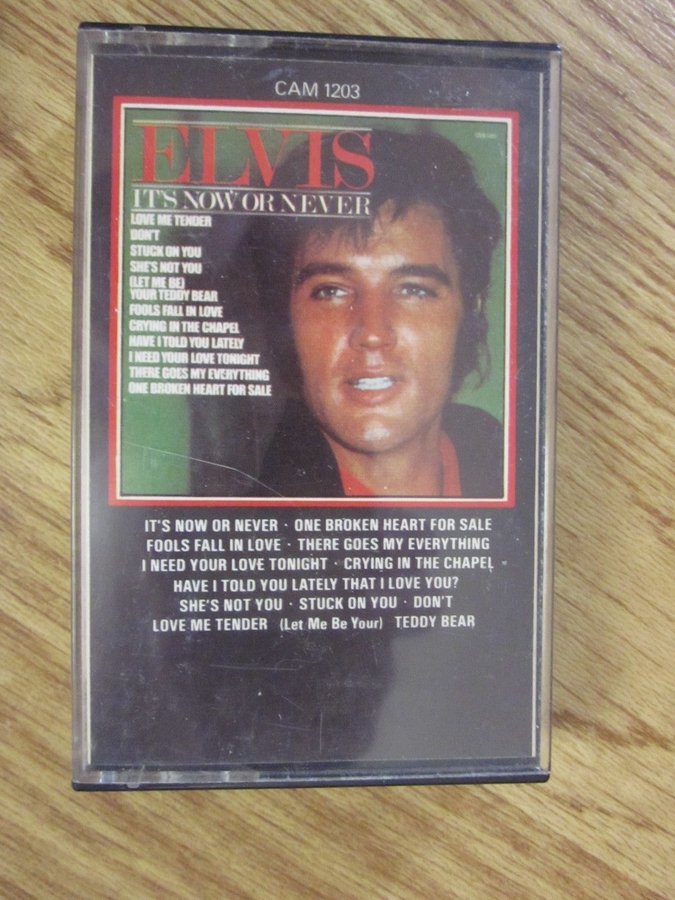 CAM 1203
ELVIS
IT'S NOW OR NEVER
LOVE ME TENDER
DON'T
STUCK ON YOU
SHE'S NOT YOU
(LET ME BE)
YOUR TEDDY BEAR
FOOLS FALL IN LOVE
CRYING IN THE CHAPEL
HAVE I TOLD YOU LATELY
I NEED YOUR LOVE TONIGHT
THERE GOES MY EVERYTHING
ONE BROKEN HEART FOR SALE
IT'S NOW OR NEVER · ONE BROKEN HEART FOR SALE
FOOLS FALL IN LOVE · THERE GOES MY EVERYTHING
I NEED YOUR LOVE TONIGHT · CRYING IN THE CHAPEL
HAVE I TOLD YOU LATELY THAT I LOVE YOU?
SHE'S NOT YOU · STUCK ON YOU · DON'T
LOVE ME TENDER (Let Me Be Your) TEDDY BEAR